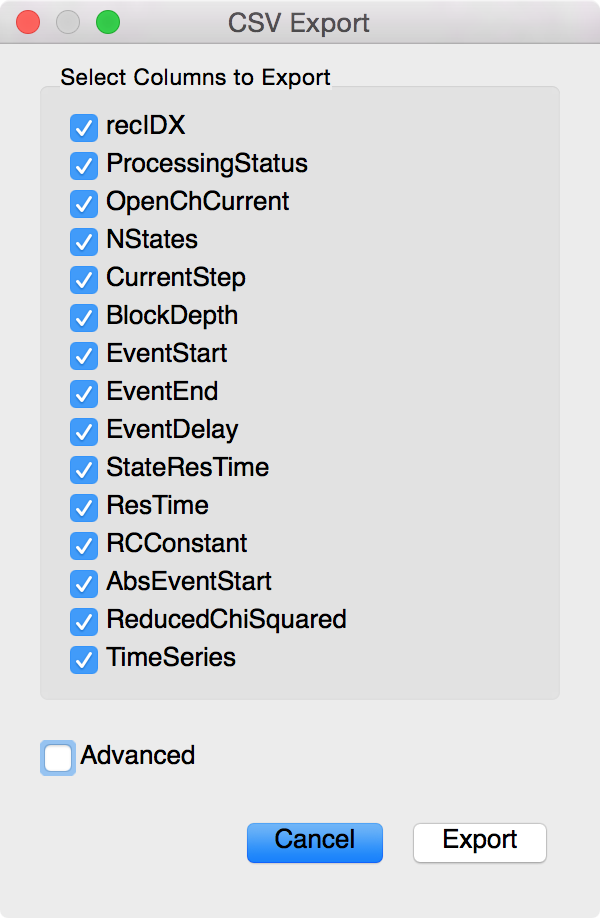 CSV Export
Select Columns to Export
recIDX
ProcessingStatus
OpenChCurrent
NStates
CurrentStep
BlockDepth
EventStart
EventEnd
EventDelay
StateResTime
ResTime
RCConstant
AbsEventStart
ReducedChiSquared
TimeSeries
Advanced
Cancel Export